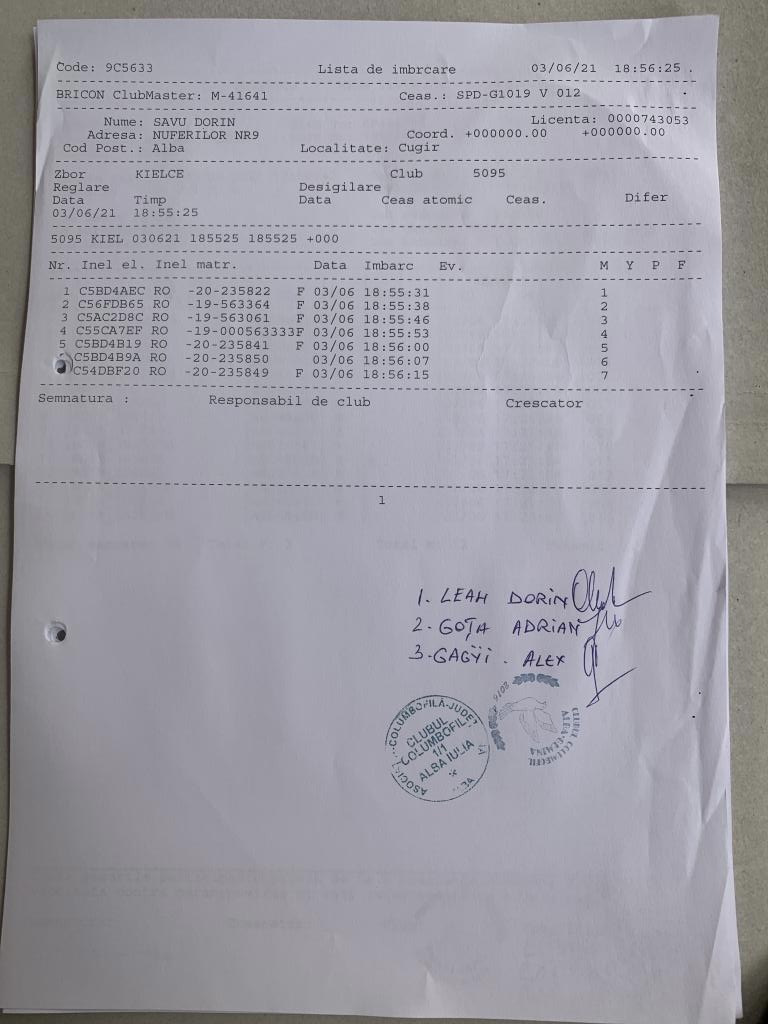 Code: 9C5633 Lista de imbrcare 03/06/21 18:56:25
BRICON ClubMaster: M-41641 Ceas.: SPD-G1019 V 012
Nume: SAVU DORIN Licenta: 0000743053
Adresa: NUFERILOR NR9 Coord. +000000.00 +000000.00
Cod Post.: Alba Localitate: Cugir
Zbor KIELCE Club 5095
Reglare Desigilare
Data Timp Data Ceas atomic Ceas. Difer
03/06/21 18:55:25
5095 KIEL 030621 185525 185525 +000
Nr. Inel el. Inel matr. Data Imbarc Ev. M Y P F
1 C5BD4AEC RO -20-235822 F 03/06 18:55:31 1
2 C56FDB65 RO -19-563364 F 03/06 18:55:38 2
3 C5AC2D8C RO -19-563061 F 03/06 18:55:46 3
4 C55CA7EF RO -19-000563333F 03/06 18:55:53 4
5 C5BD4B19 RO -20-235841 F 03/06 18:56:00 5
C5BD4B9A RO -20-235850 03/06 18:56:07 6
C54DBF20 RO -20-235849 F 03/06 18:56:15 7
Semnatura : Responsabil de club Crescator
1
1. LEAH DORIN
2. GOȚA ADRIAN
3. GAGYI. ALEX
COLUMBOFILĂ JUDEȚ
CLUBUL
COLUMBOFIL
1/1
ALBA IULIA
2016
CLUBUL COLUMBOFIL